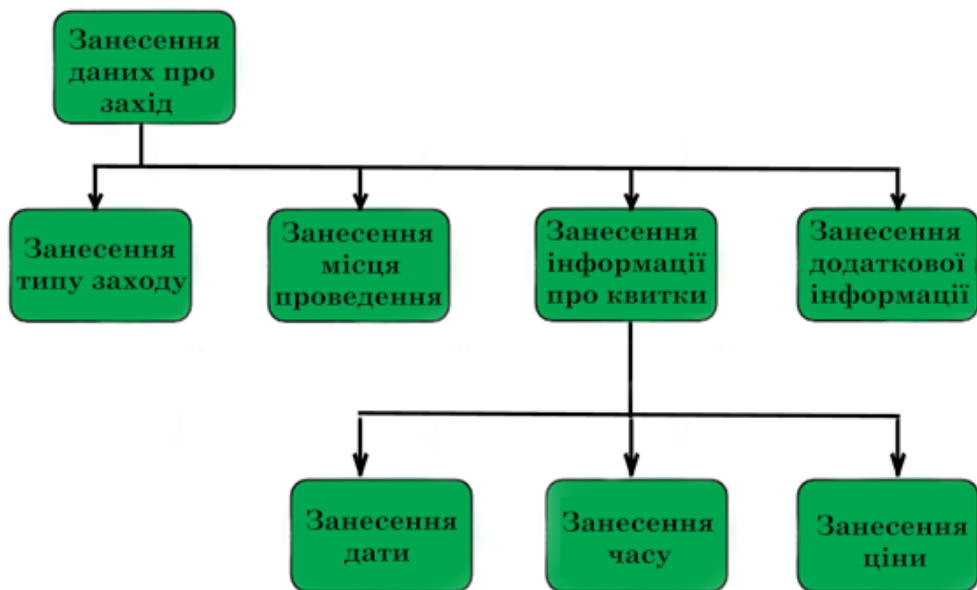 Занесення
даних про
захід
Занесення
типу заходу
Занесення
місця
проведення
Занесення
інформації
про квитки
Занесення
додаткової
інформації
Занесення
дати
Занесення
часу
Занесення
ціни